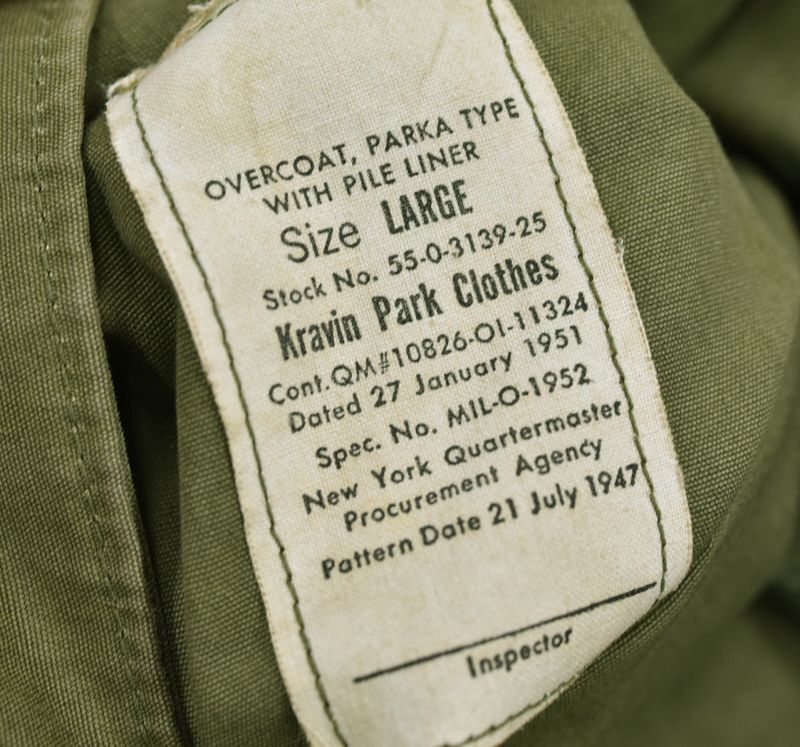 OVERCOAT, PARKA TYPE
WITH PILE LINER
Size LARGE
Stock No. 55-0-3139-25
Kravin Park Clothes
Cont. QM#10826-OI-11324
Dated 27 January 1951
Spec. No. MIL-O-1952
New York Quartermaster
Procurement Agency
Pattern Date 21 July 1947
Inspector